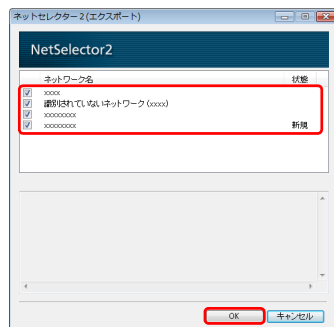 ネットセレクター2(エクスポート)
NetSelector2
ネットワーク名 状態
xxxx
識別されていないネットワーク (xxxx)
xxxxxxxx
xxxxxxxx 新規
OK キャンセル